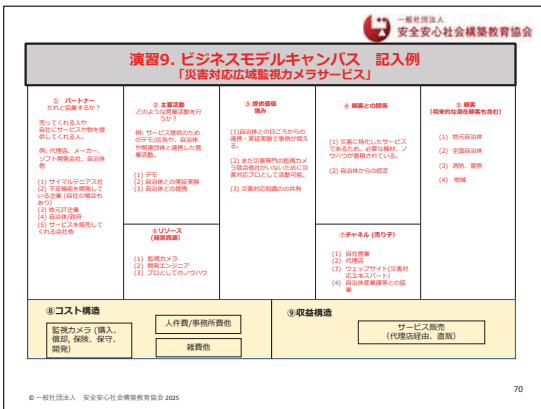 一般社団法人
安全安心社会構築教育協会
演習9. ビジネスモデルキャンバス 記入例
「災害対応広域監視カメラサービス」
① パートナー
だれと協業するか？
売ってくれる人や
自社にサービスや物を提
供してくれる人。
例: 代理店、メーカー、
ソフト開発会社、自治体
他
(1) サイマルテニアス社
(2) 不足機能を開発して
いる企業 (自社の場合も
あり)
(3) 地元IT企業
(4) 自治体/政府
(5) サービスを販売して
くれる会社他
② 主要活動
どのような営業活動を行
うか？
例: サービス提供のため
のデモ/広告や、自治体
や関連団体と連携した営
業活動。
(1) デモ
(2) 自治体との実証実験
(3) 自治体との提携
⑥リソース
(経営資源)
(1) 監視カメラ
(2) 開発エンジニア
(3) プロとしてのノウハウ
③ 提供価値
強み
(1)自治体との日ごろからの
連携・実証実験で事例が増え
る。
(2) まだ災害専門の監視カメ
ラ競合他社がいないために災
害対応プロとして活動可能。
(3) 災害対応知識のの共有
④ 顧客との関係
(1) 災害に特化したサービス
であるため、必要な機材、ノ
ウハウが蓄積されている。
(2) 自治体からの認定
⑦チャネル (売り子)
(1) 自社営業
(2) 代理店
(3) ウェッブサイト(災害対
応エキスパート)
(4) 自治体産業課等との協
業
⑤ 顧客
(将来的な潜在顧客も含む)
(1) 地元自治体
(2) 全国自治体
(3) 消防、警察
(4) 地域
⑧コスト構造
監視カメラ (購入、
償却, 保険、保守、
開発)
人件費/事務所費他
雑費他
⑨収益構造
サービス販売
(代理店経由、直販)
© 一般社団法人 安全安心社会構築教育協会 2025
70